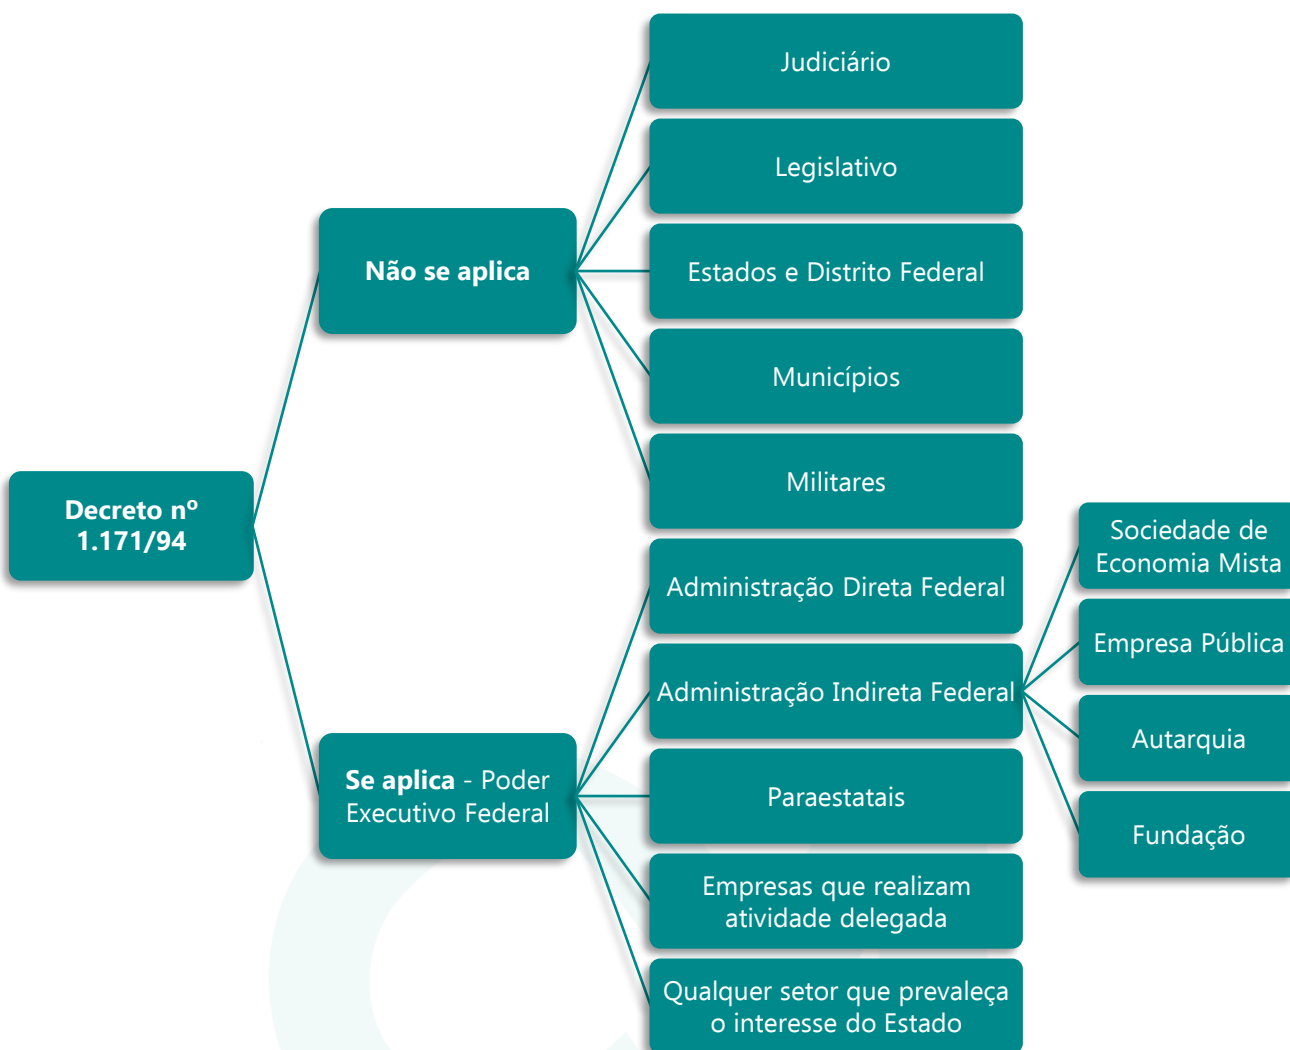 Decreto nº
1.171/94
Não se aplica
Judiciário
Legislativo
Estados e Distrito Federal
Municípios
Militares
Se aplica - Poder
Executivo Federal
Administração Direta Federal
Administração Indireta Federal
Sociedade de
Economia Mista
Empresa Pública
Autarquia
Fundação
Paraestatais
Empresas que realizam
atividade delegada
Qualquer setor que prevaleça
o interesse do Estado